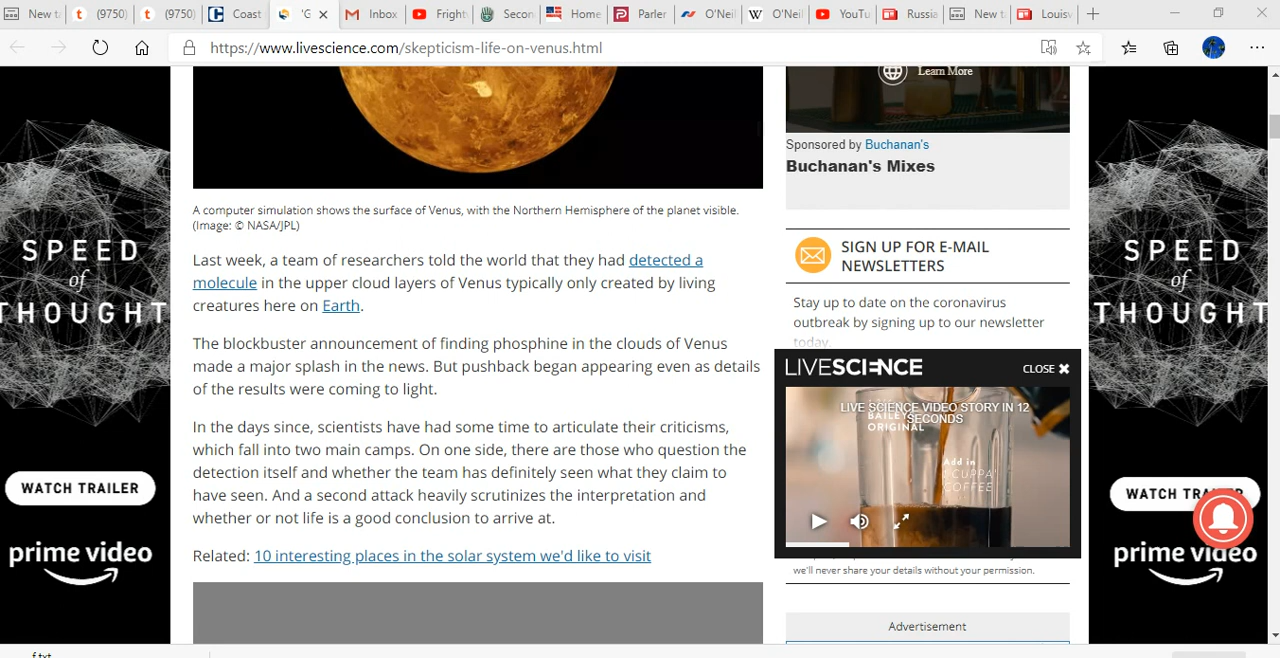 New ta
(9750)
(9750)
Coast
'G
Inbox
Fright
Secon
Home
Parler
O'Neil
O'Neil
YouTu
Russia
New t
Louisv
https://www.livescience.com/skepticism-life-on-venus.html
Learn More
Sponsored by Buchanan's
Buchanan's Mixes
A computer simulation shows the surface of Venus, with the Northern Hemisphere of the planet visible.
(Image: © NASA/JPL)
Last week, a team of researchers told the world that they had detected a
molecule in the upper cloud layers of Venus typically only created by living
creatures here on Earth.
The blockbuster announcement of finding phosphine in the clouds of Venus
made a major splash in the news. But pushback began appearing even as details
of the results were coming to light.
In the days since, scientists have had some time to articulate their criticisms,
which fall into two main camps. On one side, there are those who question the
detection itself and whether the team has definitely seen what they claim to
have seen. And a second attack heavily scrutinizes the interpretation and
whether or not life is a good conclusion to arrive at.
Related: 10 interesting places in the solar system we'd like to visit
SIGN UP FOR E-MAIL
NEWSLETTERS
Stay up to date on the coronavirus
outbreak by signing up to our newsletter
today.
LIVESCIENCE
CLOSE
LIVE SCIENCE VIDEO STORY IN 12
SECONDS
BAILEYS
ORIGINAL
Add in
COFFEE
we'll never share your details without your permission.
Advertisement
SPEED
of
THOUGHT
WATCH TRAILER
prime video
SPEED
of
THOUGHT
WATCH TRAILER
prime video
f.txt